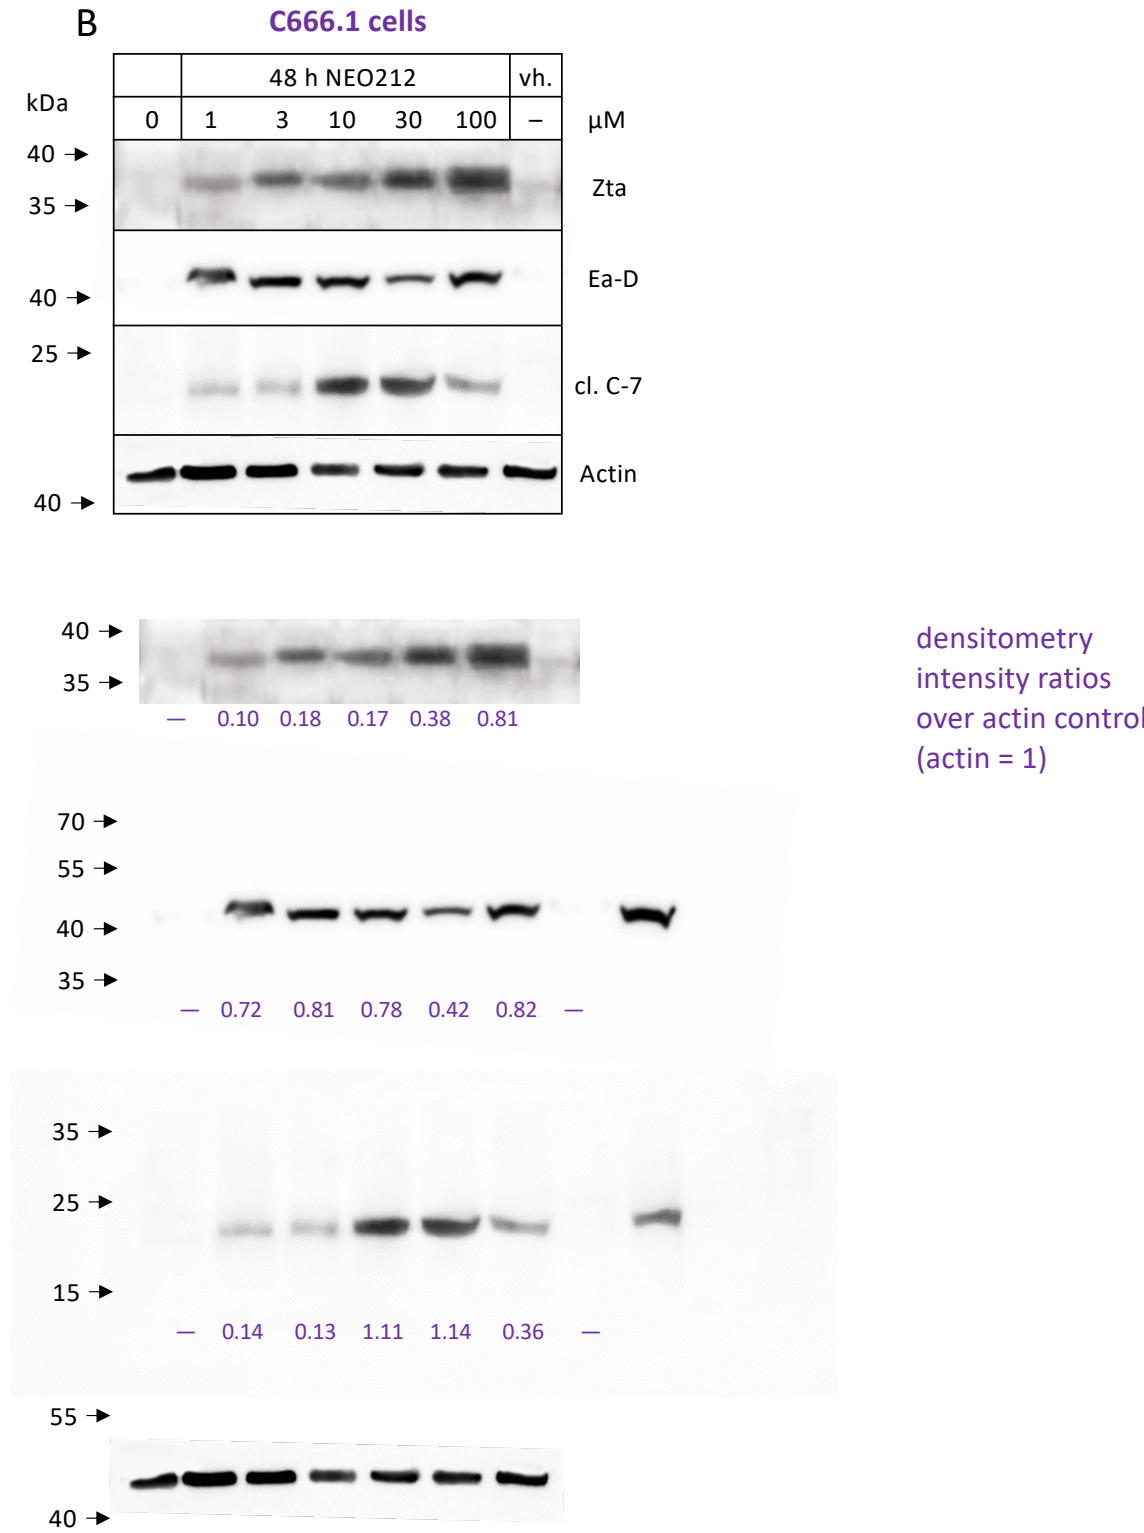 B
C666.1 cells
48 h NEO212 vh.
kDa
0 1 3 10 30 100 – µM
40
Zta
35
Ea-D
40
25
cl. C-7
Actin
40
40
densitometry
35
intensity ratios
— 0.10 0.18 0.17 0.38 0.81
over actin control
(actin = 1)
70
55
40
35
— 0.72 0.81 0.78 0.42 0.82 —
35
25
15
— 0.14 0.13 1.11 1.14 0.36 —
55
40